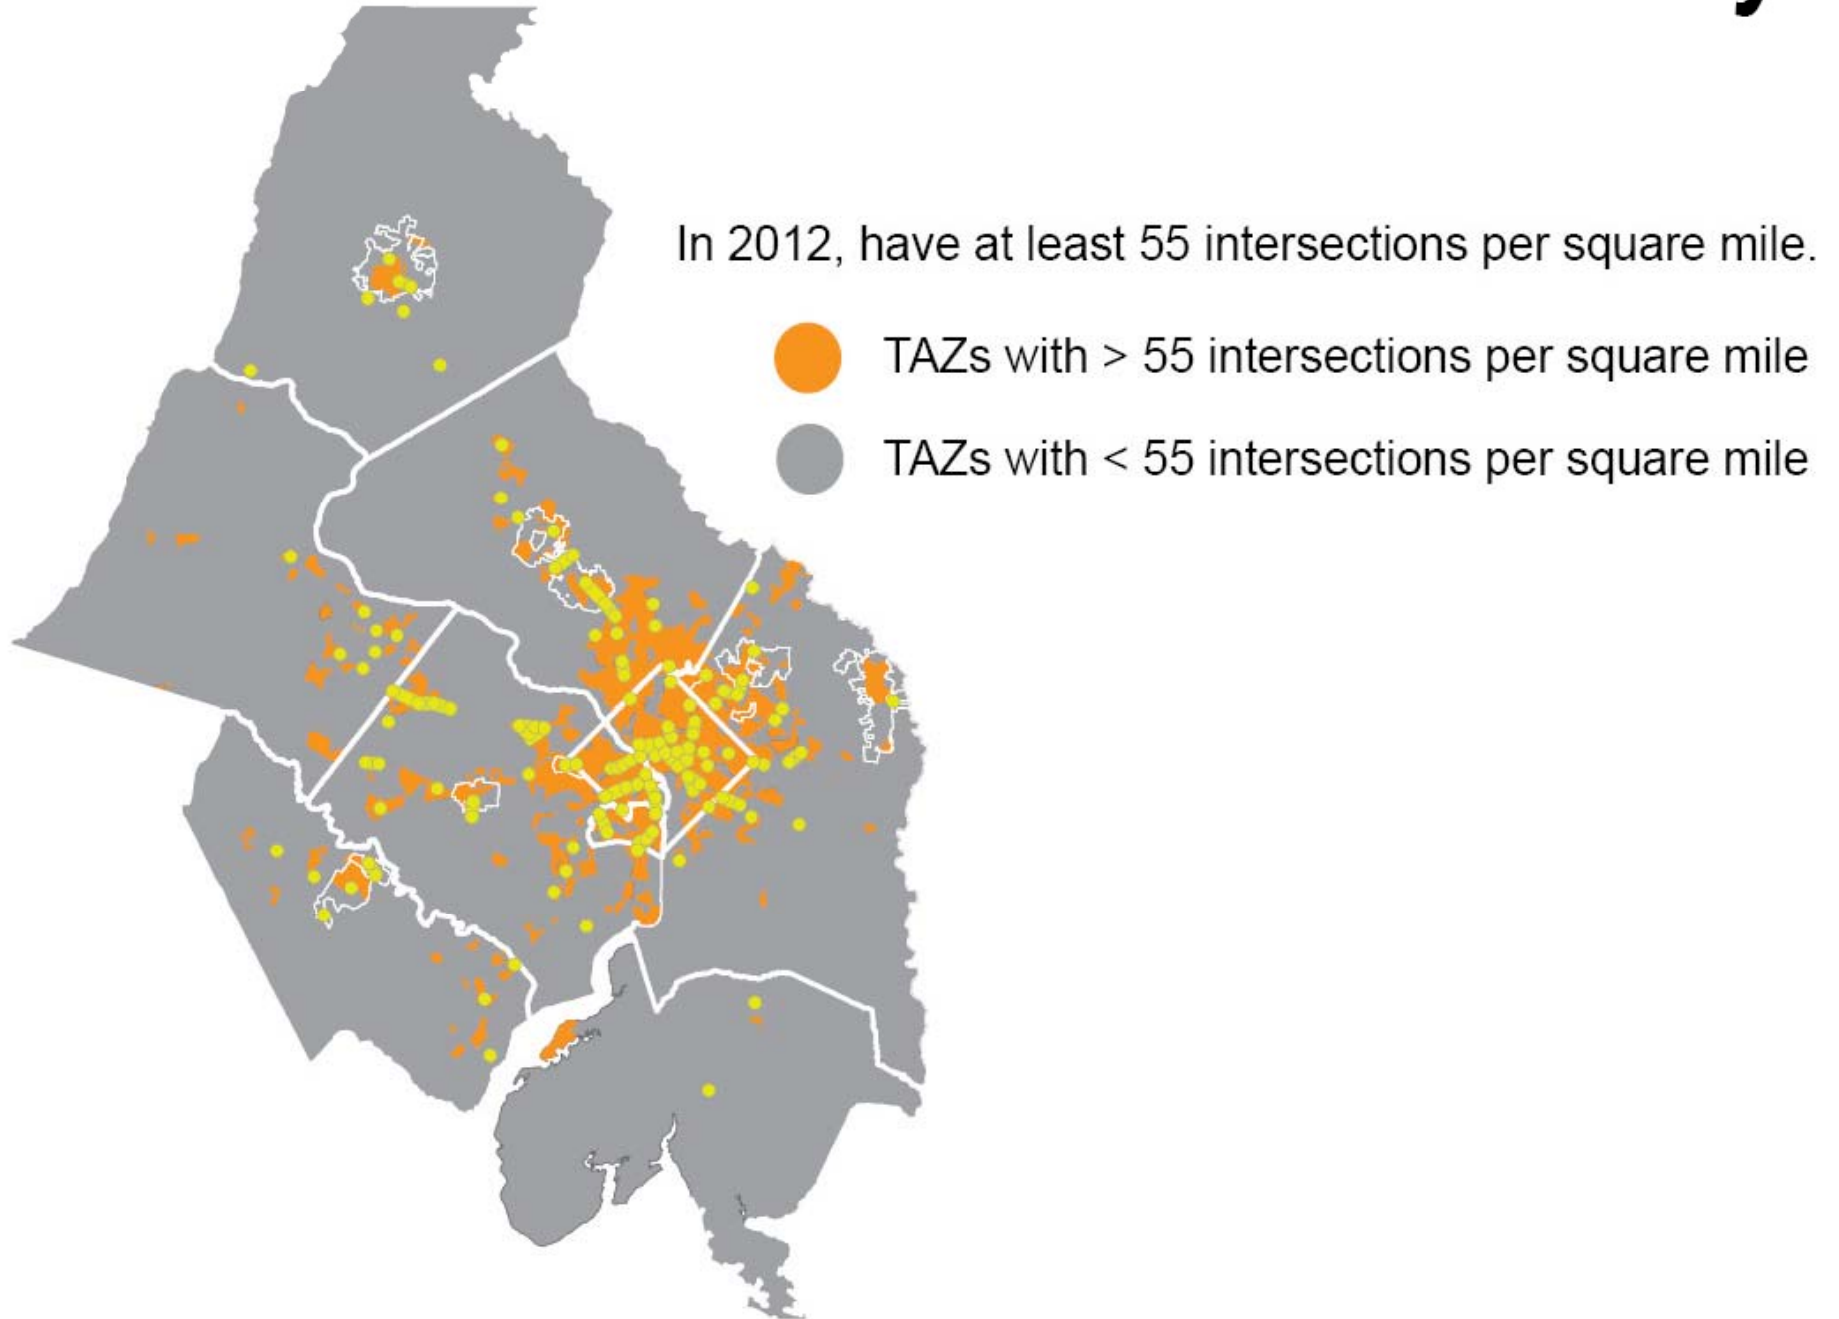 In 2012, have at least 55 intersections per square mile.
TAZs with > 55 intersections per square mile
TAZs with < 55 intersections per square mile